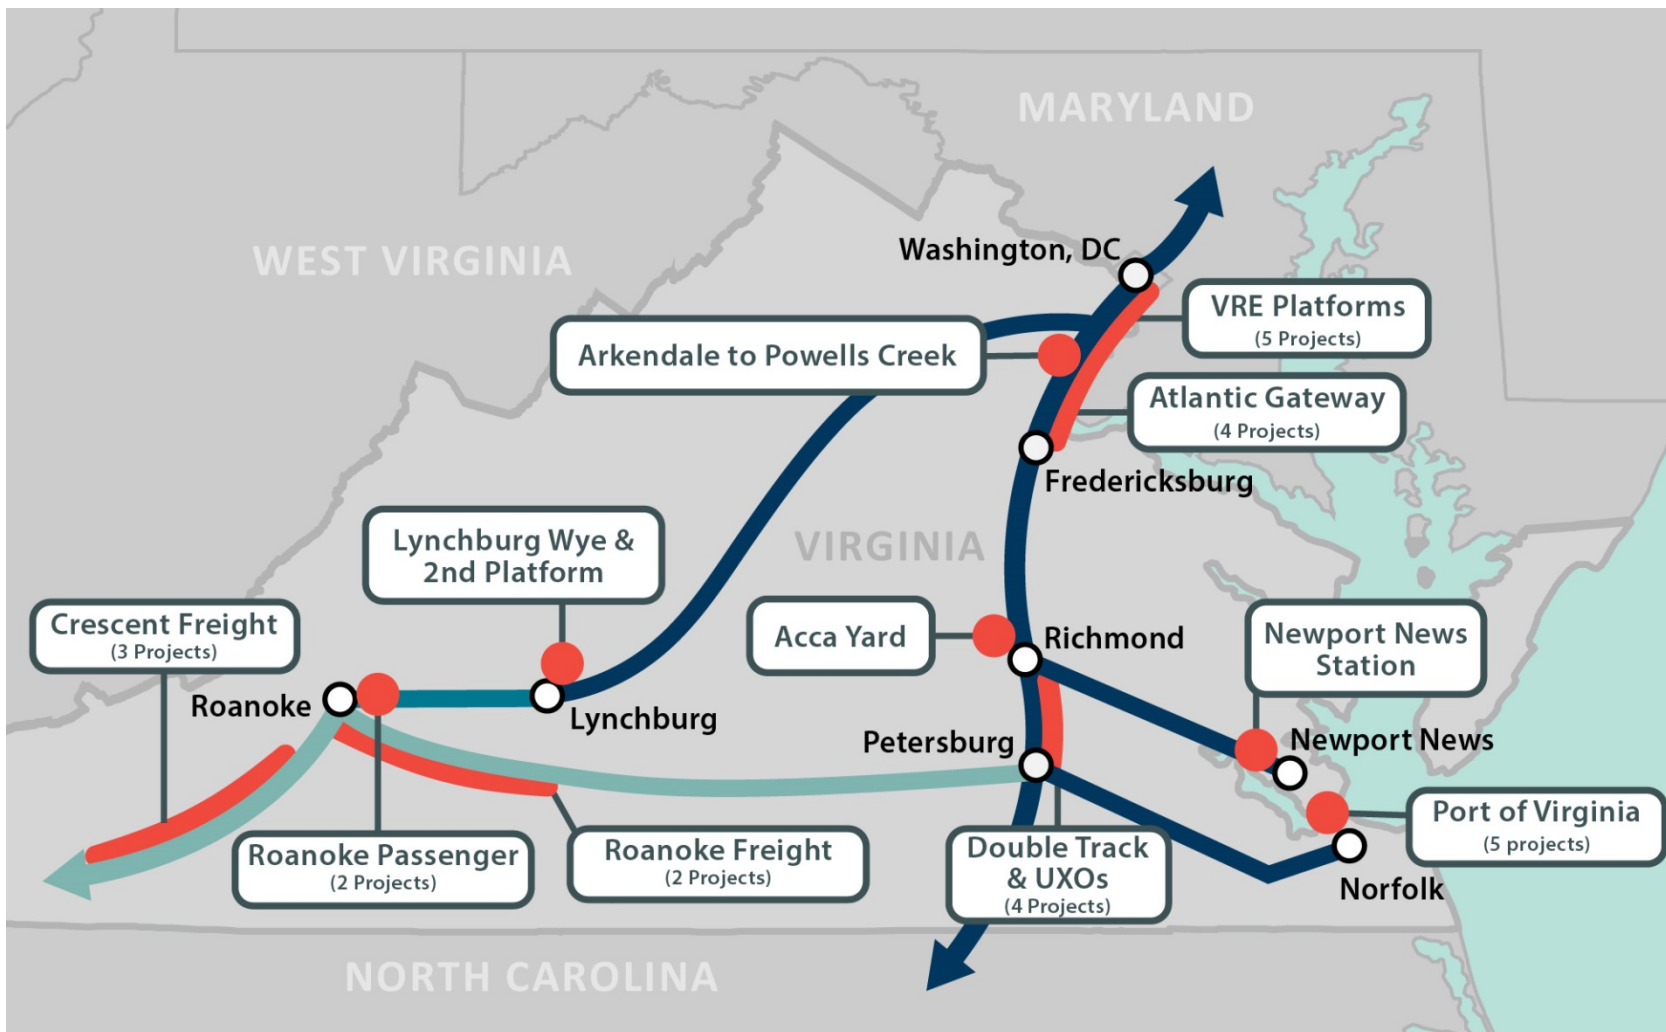 MARYLAND
WEST VIRGINIA
Washington, DC
VRE Platforms
(5 Projects)
Arkendale to Powells Creek
Atlantic Gateway
(4 Projects)
Fredericksburg
Lynchburg Wye &
2nd Platform
VIRGINIA
Crescent Freight
(3 Projects)
Acca Yard
Richmond
Newport News
Station
Roanoke
Lynchburg
Petersburg
Newport News
Roanoke Passenger
(2 Projects)
Roanoke Freight
(2 Projects)
Double Track
& UXOs
(4 Projects)
Port of Virginia
(5 projects)
Norfolk
NORTH CAROLINA